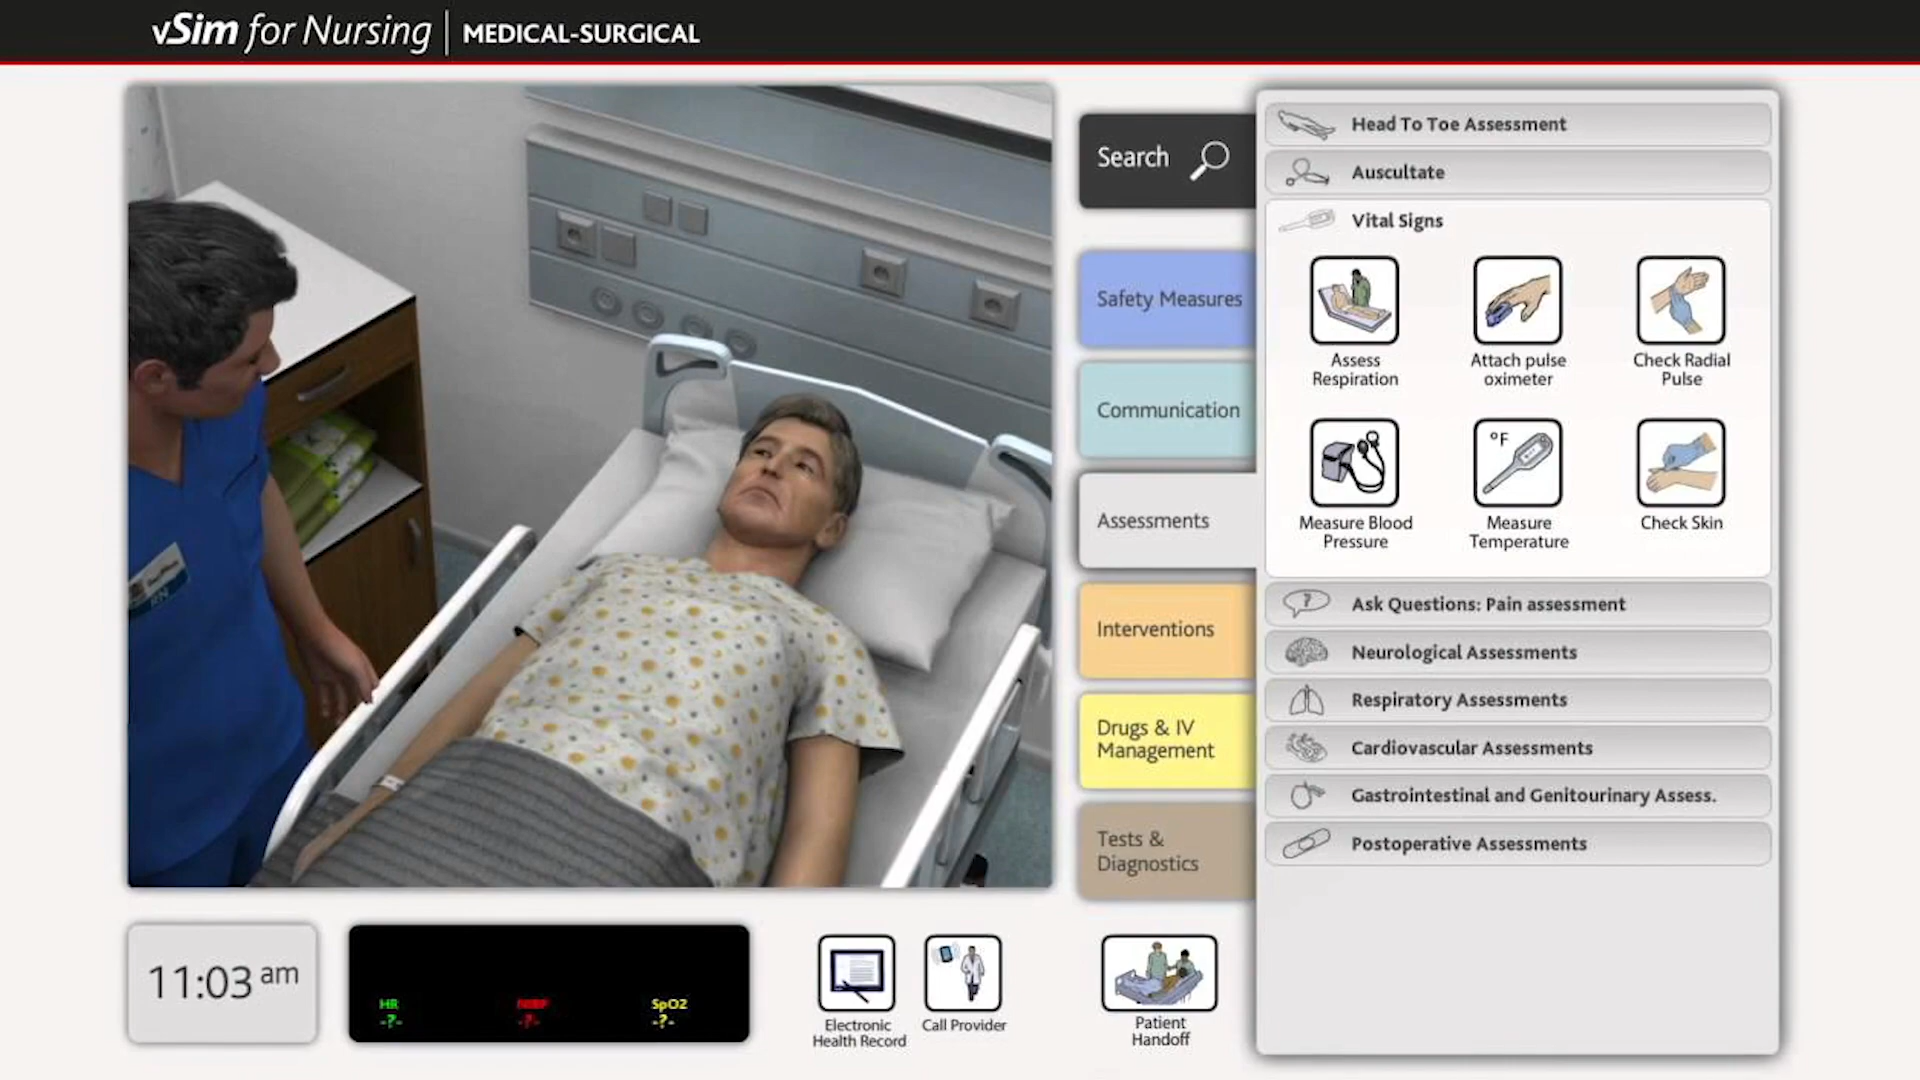 vSim for Nursing | MEDICAL-SURGICAL
Search
Safety Measures
Communication
Assessments
Interventions
Drugs & IV
Management
Tests &
Diagnostics
Head To Toe Assessment
Auscultate
Vital Signs
Assess
Respiration
Attach pulse
oximeter
Check Radial
Pulse
°F
Measure Blood
Pressure
Measure
Temperature
Check Skin
Ask Questions: Pain assessment
Neurological Assessments
Respiratory Assessments
Cardiovascular Assessments
Gastrointestinal and Genitourinary Assess.
Postoperative Assessments
RN
11:03 am
HR
-?-
NIBP
-?-
SpO2
-?-
Electronic
Health Record
Call Provider
Patient
Handoff